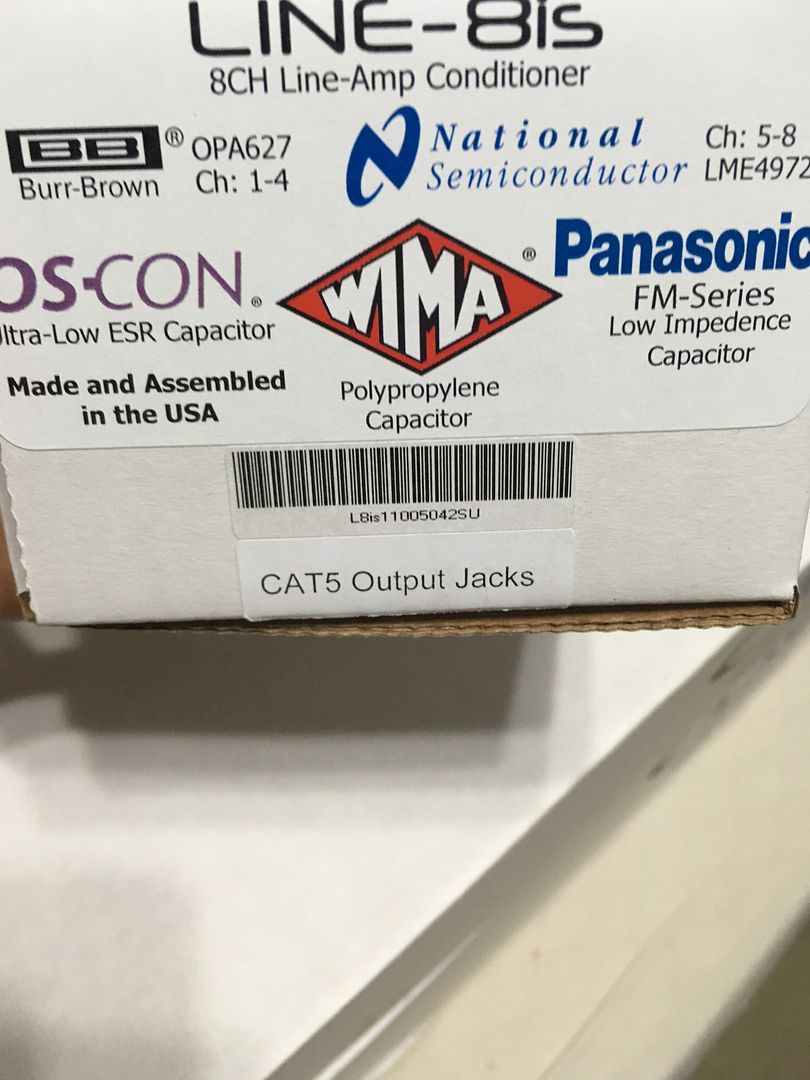 LINE-8is
8CH Line-Amp Conditioner
BB® OPA627
Burr-Brown Ch: 1-4
National Semiconductor
Ch: 5-8
LME4972
OS-CON®
Ultra-Low ESR Capacitor
Made and Assembled
in the USA
WIMA®
Polypropylene
Capacitor
Panasonic
FM-Series
Low Impedence
Capacitor
L8is11005042SU
CAT5 Output Jacks